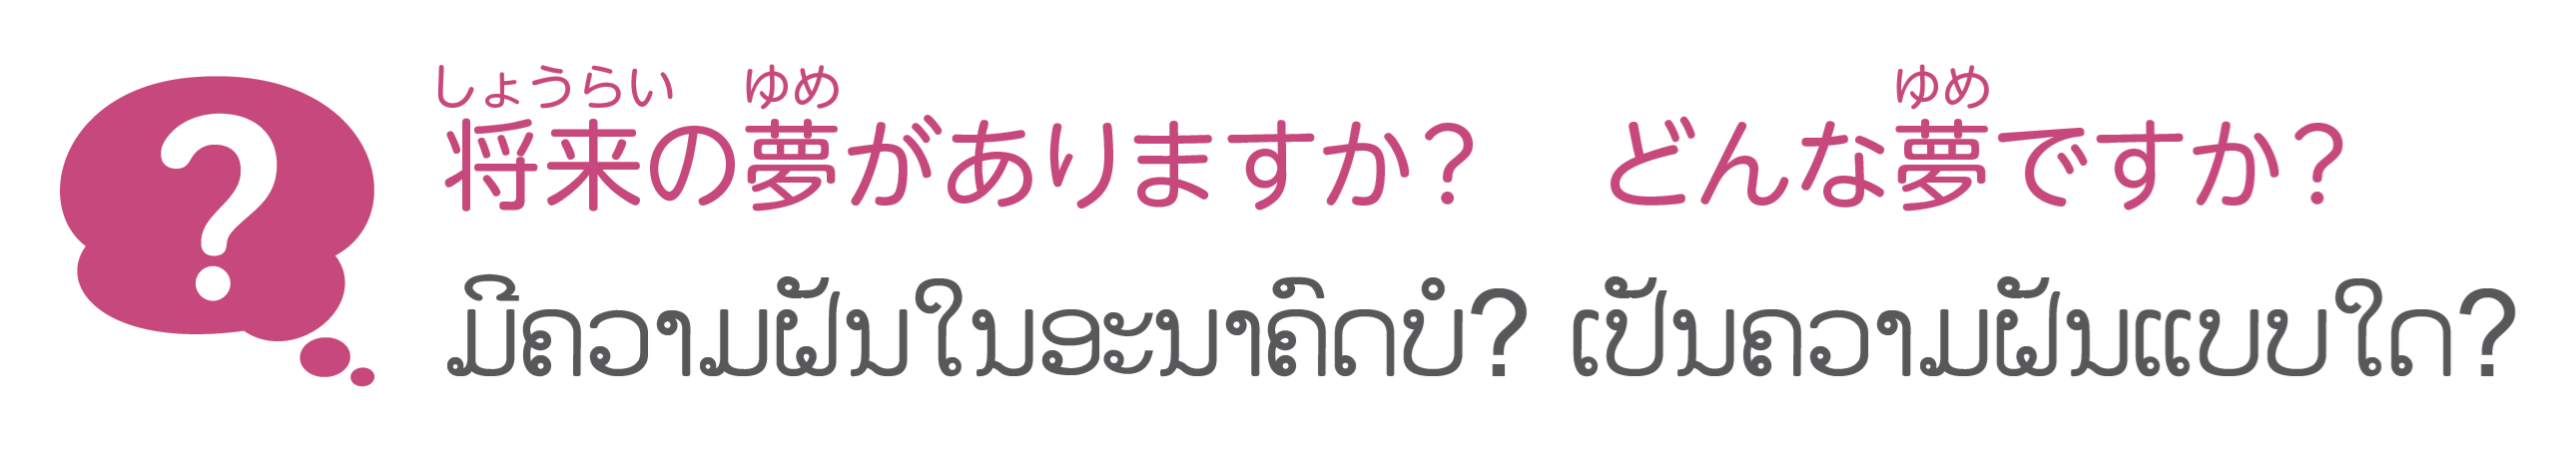 しょうらい ゆめ ゆめ
将来の夢がありますか? どんな夢ですか?
ມີຄວາມຝັນໃນອະນາຄົດບໍ? ເປັນຄວາມຝັນແບບໃດ?